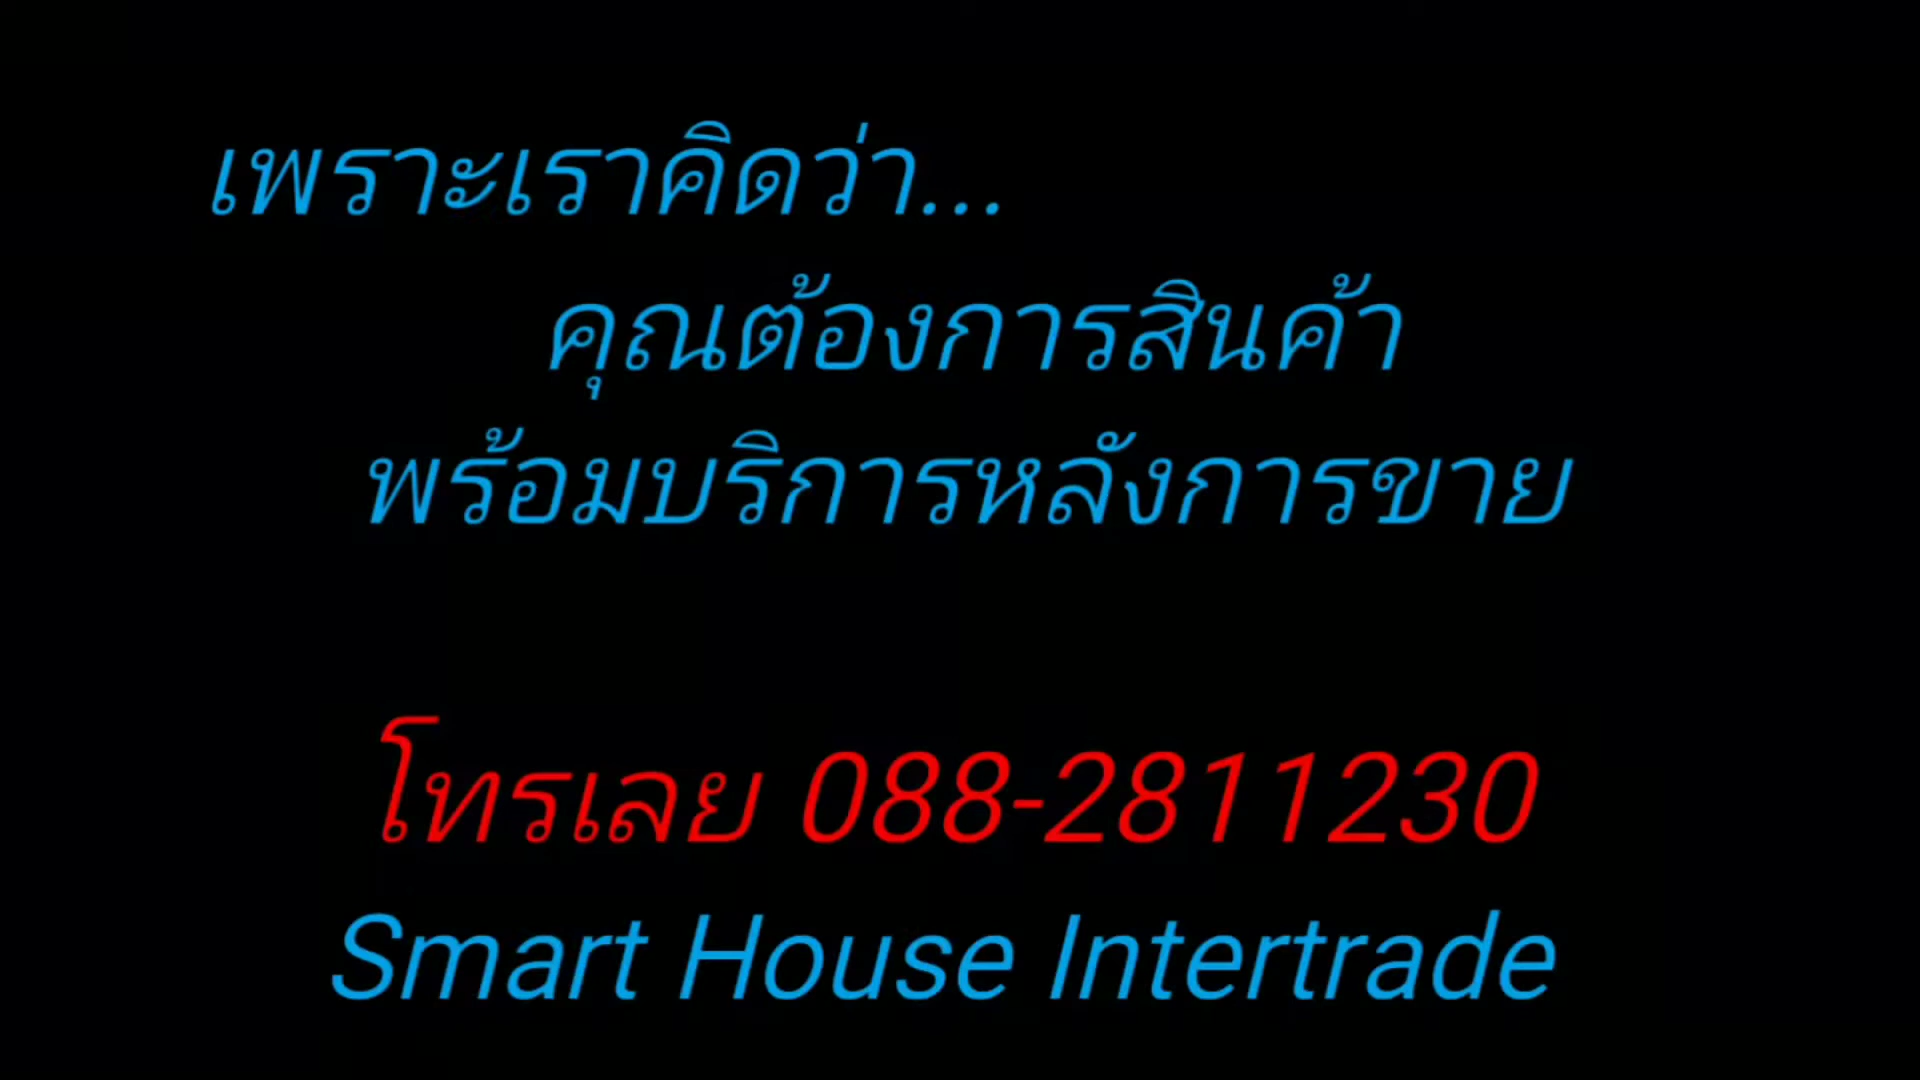 เพราะเราคิดว่า...
คุณต้องการสินค้า
พร้อมบริการหลังการขาย
โทรเลย 088-2811230
Smart House Intertrade